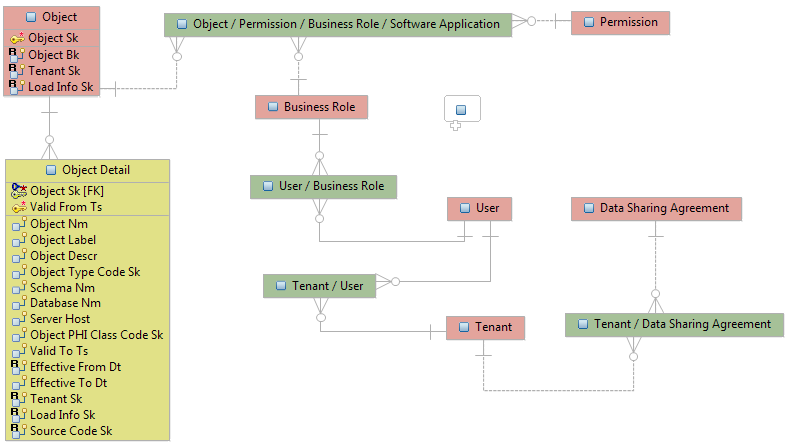 Object
Object Sk
Object Bk
Tenant Sk
Load Info Sk
Object / Permission / Business Role / Software Application
Permission
Business Role
Object Detail
Object Sk [FK]
Valid From Ts
Object Nm
Object Label
Object Descr
Object Type Code Sk
Schema Nm
Database Nm
Server Host
Object PHI Class Code Sk
Valid To Ts
Effective From Dt
Effective To Dt
Tenant Sk
Load Info Sk
Source Code Sk
User / Business Role
User
Data Sharing Agreement
Tenant / User
Tenant
Tenant / Data Sharing Agreement